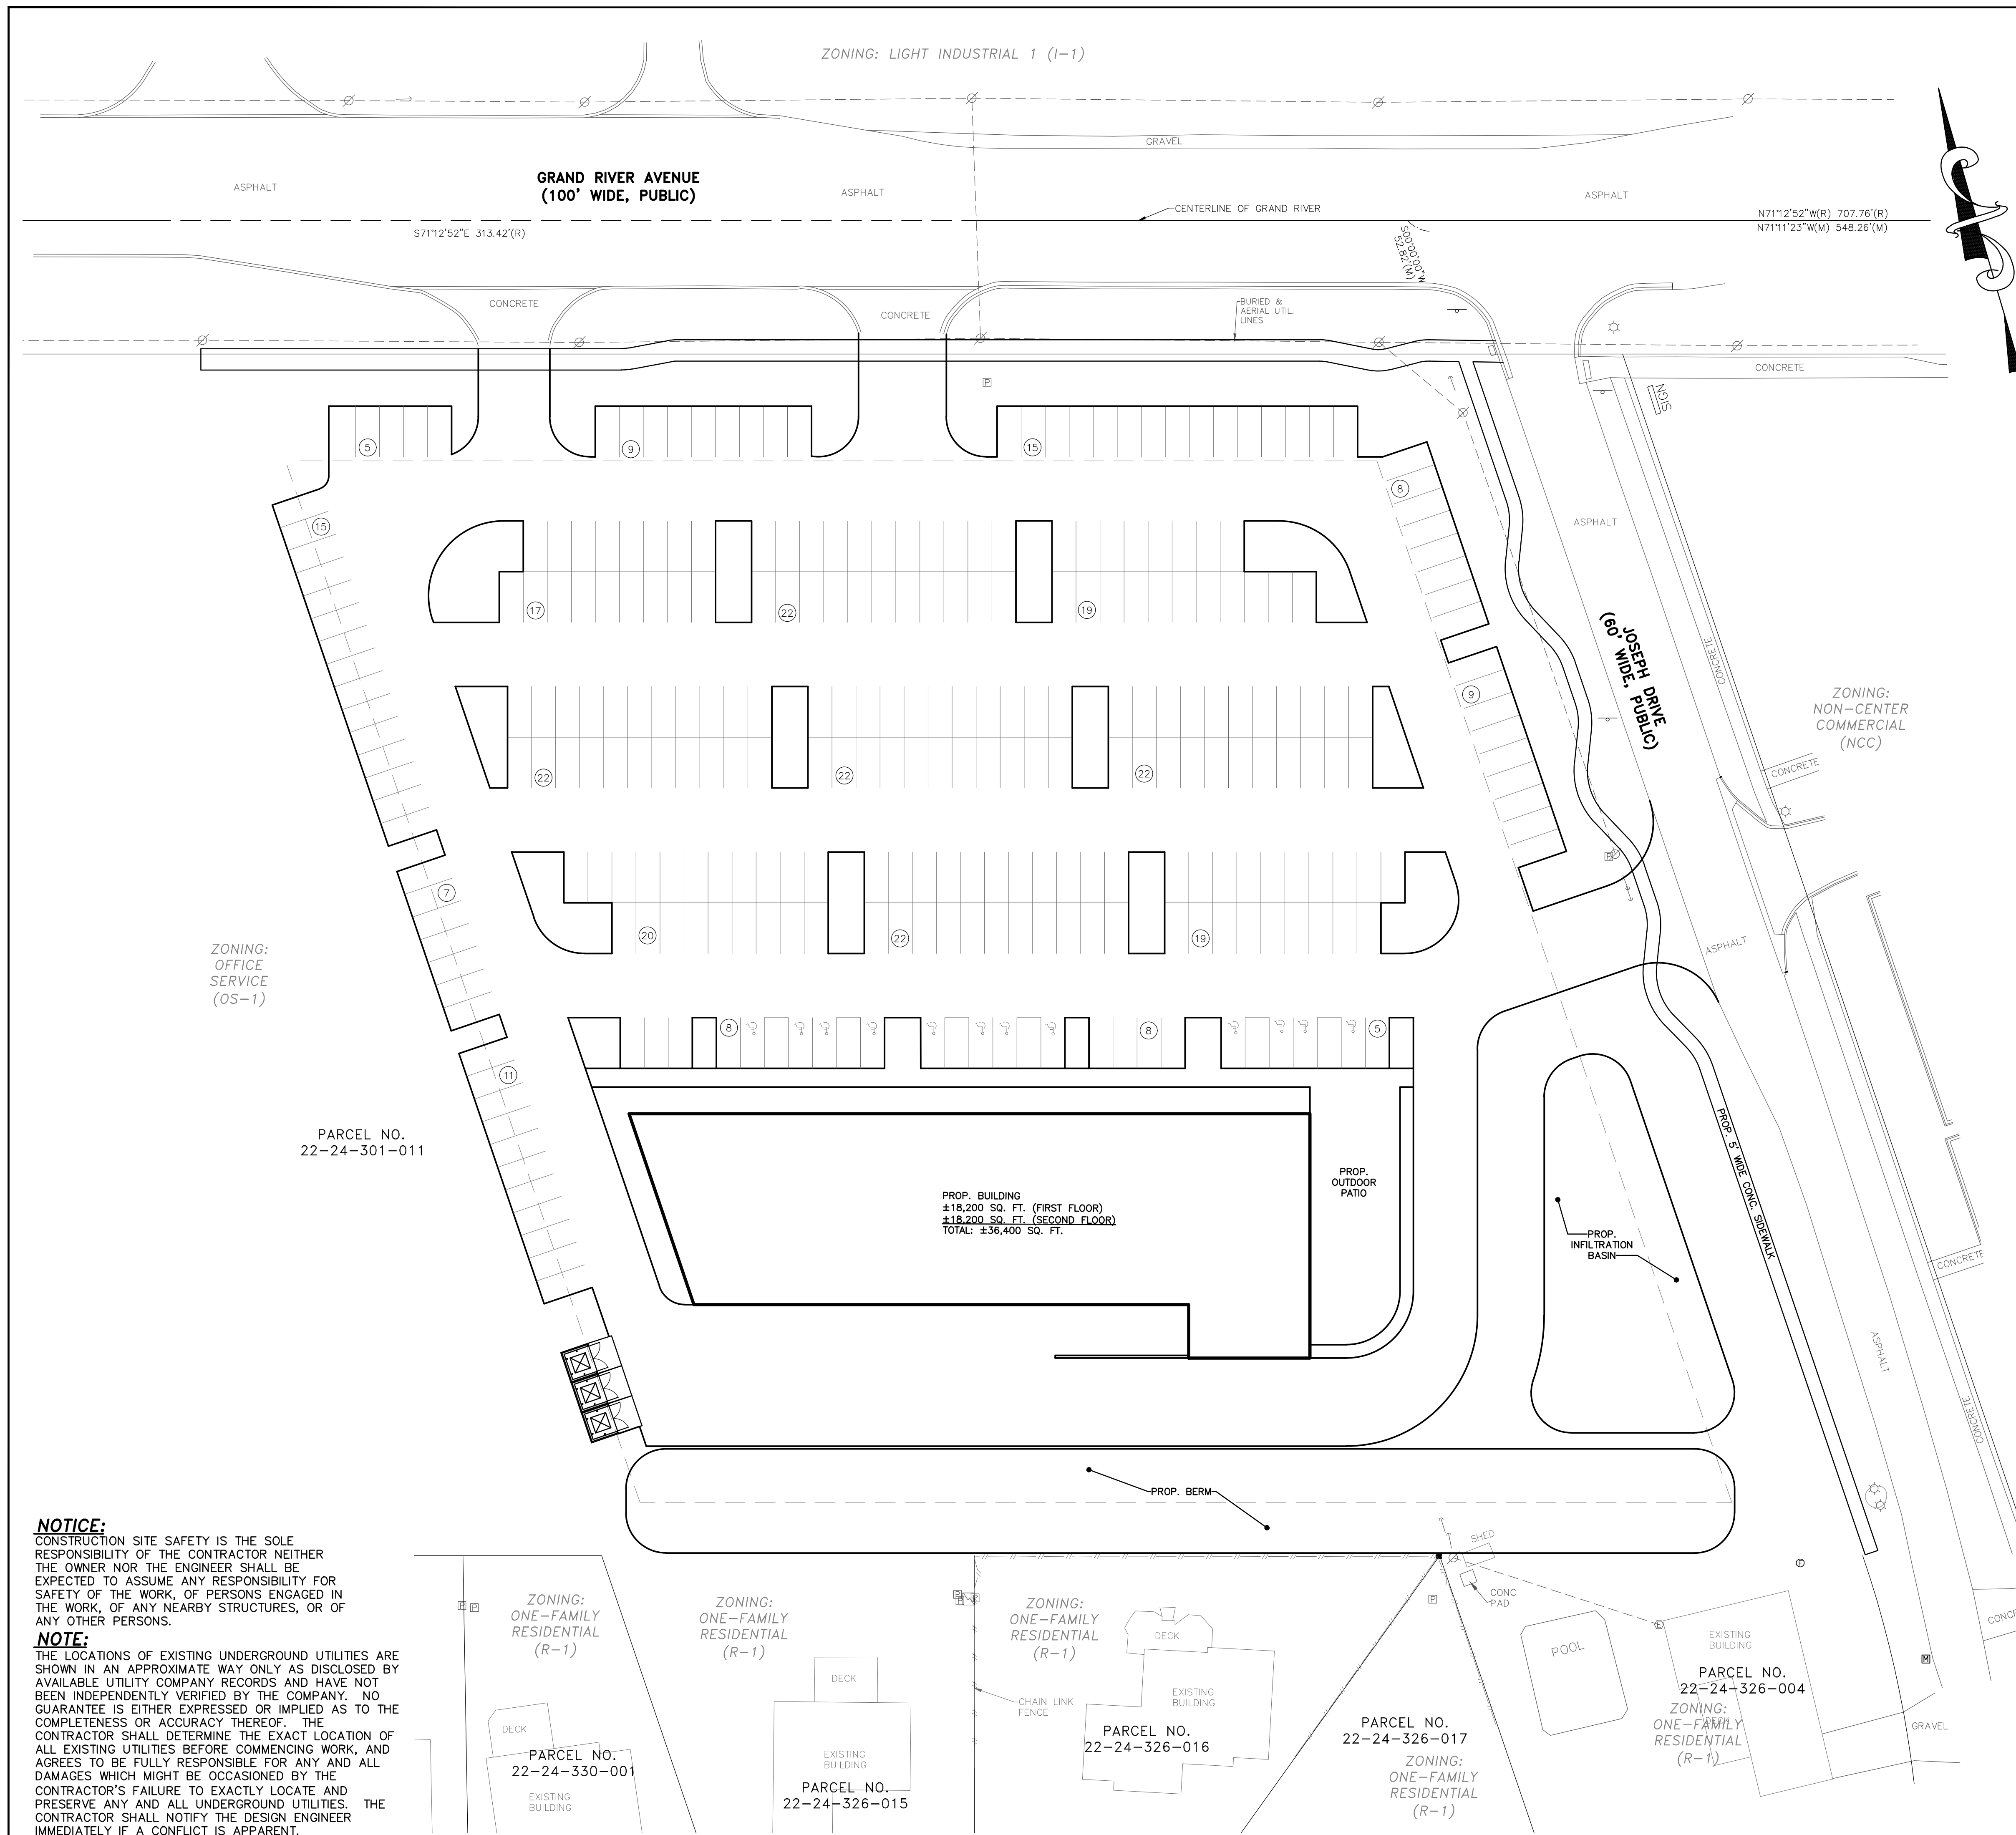 ZONING: LIGHT INDUSTRIAL 1 (I-1)
GRAVEL
GRAND RIVER AVENUE
(100' WIDE, PUBLIC)
ASPHALT
ASPHALT
ASPHALT
CENTERLINE OF GRAND RIVER
N71°12'52"W(R) 707.76'(R)
N71°11'23"W(M) 548.26'(M)
S71°12'52"E 313.42'(R)
S00°00'00"W
52.82'(M)
CONCRETE
CONCRETE
BURIED &
AERIAL UTIL.
LINES
CONCRETE
SIGN
P
5
9
15
8
15
ASPHALT
17
22
19
JOSEPH DRIVE
(60' WIDE, PUBLIC)
CONCRETE
ZONING:
NON-CENTER
COMMERCIAL
(NCC)
9
22
22
22
CONCRETE
P
7
20
22
19
ASPHALT
ZONING:
OFFICE
SERVICE
(OS-1)
8
8
5
11
PARCEL NO.
22-24-301-011
PROP. 5' WIDE CONC. SIDEWALK
PROP.
OUTDOOR
PATIO
PROP. BUILDING
±18,200 SQ. FT. (FIRST FLOOR)
±18,200 SQ. FT. (SECOND FLOOR)
TOTAL: ±36,400 SQ. FT.
PROP.
INFILTRATION
BASIN
CONCRETE
ASPHALT
CONCRETE
PROP. BERM
NOTICE:
CONSTRUCTION SITE SAFETY IS THE SOLE
RESPONSIBILITY OF THE CONTRACTOR NEITHER
THE OWNER NOR THE ENGINEER SHALL BE
EXPECTED TO ASSUME ANY RESPONSIBILITY FOR
SAFETY OF THE WORK, OF PERSONS ENGAGED IN
THE WORK, OF ANY NEARBY STRUCTURES, OR OF
ANY OTHER PERSONS.
NOTE:
THE LOCATIONS OF EXISTING UNDERGROUND UTILITIES ARE
SHOWN IN AN APPROXIMATE WAY ONLY AS DISCLOSED BY
AVAILABLE UTILITY COMPANY RECORDS AND HAVE NOT
BEEN INDEPENDENTLY VERIFIED BY THE COMPANY. NO
GUARANTEE IS EITHER EXPRESSED OR IMPLIED AS TO THE
COMPLETENESS OR ACCURACY THEREOF. THE
CONTRACTOR SHALL DETERMINE THE EXACT LOCATION OF
ALL EXISTING UTILITIES BEFORE COMMENCING WORK, AND
AGREES TO BE FULLY RESPONSIBLE FOR ANY AND ALL
DAMAGES WHICH MIGHT BE OCCASIONED BY THE
CONTRACTOR'S FAILURE TO EXACTLY LOCATE AND
PRESERVE ANY AND ALL UNDERGROUND UTILITIES. THE
CONTRACTOR SHALL NOTIFY THE DESIGN ENGINEER
IMMEDIATELY IF A CONFLICT IS APPARENT.
P P
ZONING:
ONE-FAMILY
RESIDENTIAL
(R-1)
DECK
PARCEL NO.
22-24-330-001
EXISTING
BUILDING
ZONING:
ONE-FAMILY
RESIDENTIAL
(R-1)
DECK
EXISTING
BUILDING
PARCEL NO.
22-24-326-015
P
P
P
CHAIN LINK
FENCE
ZONING:
ONE-FAMILY
RESIDENTIAL
(R-1)
DECK
EXISTING
BUILDING
PARCEL NO.
22-24-326-016
P
SHED
CONC
PAD
PARCEL NO.
22-24-326-017
ZONING:
ONE-FAMILY
RESIDENTIAL
(R-1)
POOL
E
EXISTING
BUILDING
PARCEL NO.
22-24-326-004
DECK
ZONING:
ONE-FAMILY
RESIDENTIAL
(R-1)
M
GRAVEL